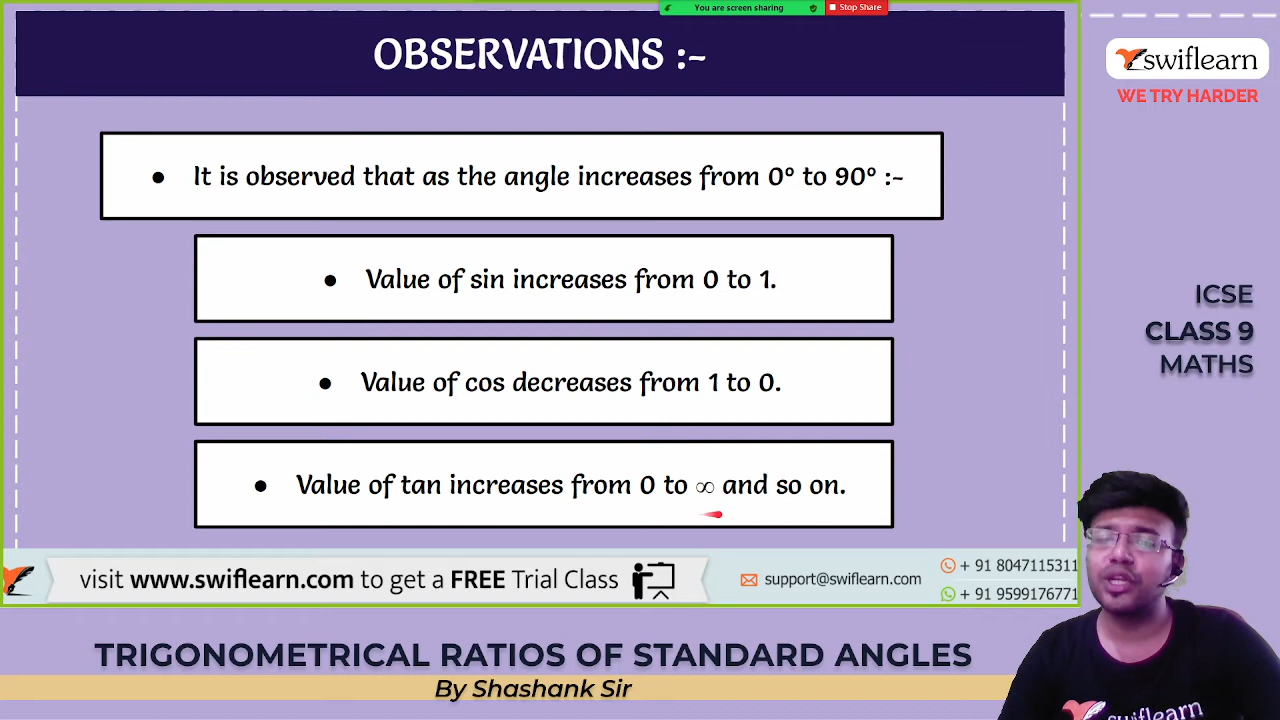 You are screen sharing Stop Share
OBSERVATIONS :-
swiflearn
WE TRY HARDER
• It is observed that as the angle increases from 0° to 90° :-
• Value of sin increases from 0 to 1.
• Value of cos decreases from 1 to 0.
• Value of tan increases from 0 to ∞ and so on.
ICSE
CLASS 9
MATHS
visit www.swiflearn.com to get a FREE Trial Class
support@swiflearn.com
+ 91 8047115311
+ 91 9599176771
TRIGONOMETRICAL RATIOS OF STANDARD ANGLES
By Shashank Sir
swiflearn